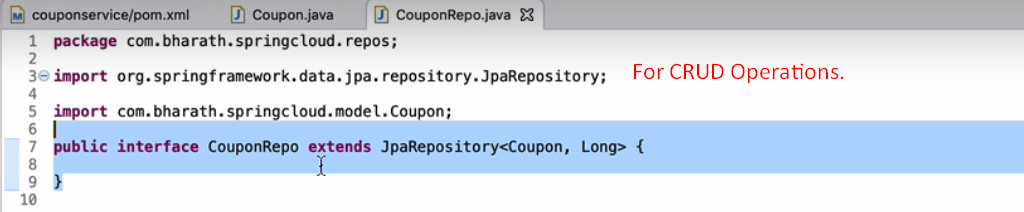 couponservice/pom.xml Coupon.java CouponRepo.java
1 package com.bharath.springcloud.repos;
2
3 import org.springframework.data.jpa.repository.JpaRepository; For CRUD Operations.
4
5 import com.bharath.springcloud.model.Coupon;
6
7 public interface CouponRepo extends JpaRepository<Coupon, Long> {
8
9 }
10